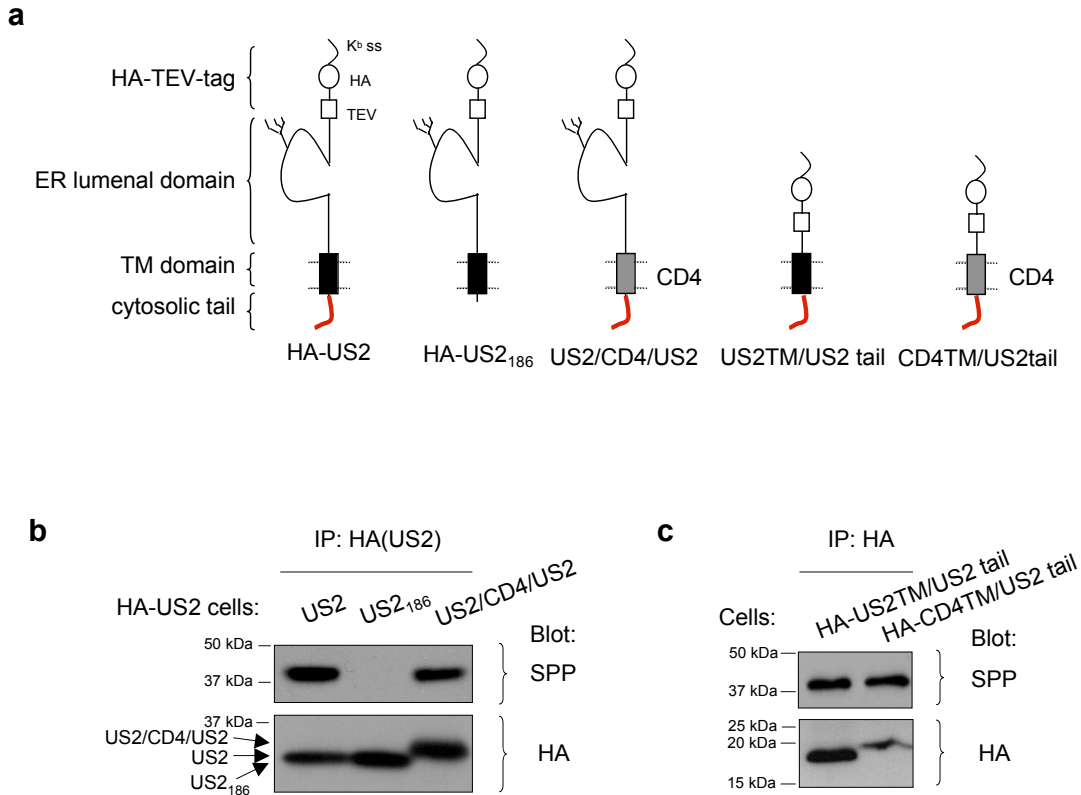 a
K^b ss
HA-TEV-tag
HA
TEV
ER lumenal domain
TM domain
CD4
CD4
cytosolic tail
HA-US2
HA-US2₁₈₆
US2/CD4/US2
US2TM/US2 tail
CD4TM/US2tail
b
IP: HA(US2)
HA-US2 cells:
US2
US2₁₈₆
US2/CD4/US2
Blot:
50 kDa
37 kDa
SPP
37 kDa
US2/CD4/US2
US2
US2₁₈₆
HA
c
IP: HA
Cells:
HA-US2TM/US2 tail
HA-CD4TM/US2 tail
Blot:
50 kDa
37 kDa
SPP
25 kDa
20 kDa
15 kDa
HA